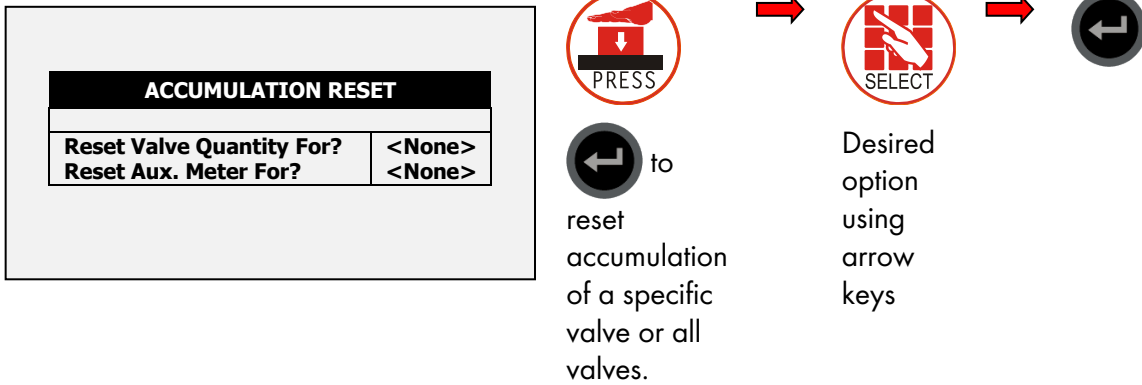 ACCUMULATION RESET
Reset Valve Quantity For? <None>
Reset Aux. Meter For? <None>
PRESS
to
reset
accumulation
of a specific
valve or all
valves.
SELECT
Desired
option
using
arrow
keys